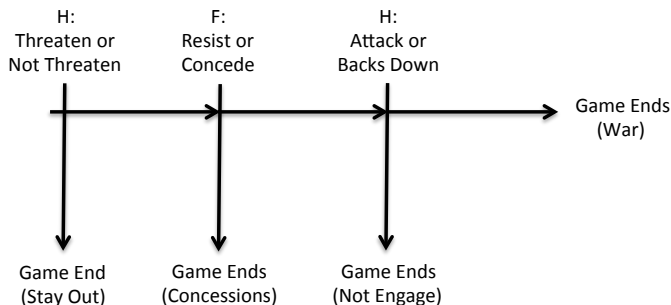 H:
Threaten or
Not Threaten
F:
Resist or
Concede
H:
Attack or
Backs Down
Game Ends
(War)
Game End
(Stay Out)
Game Ends
(Concessions)
Game Ends
(Not Engage)